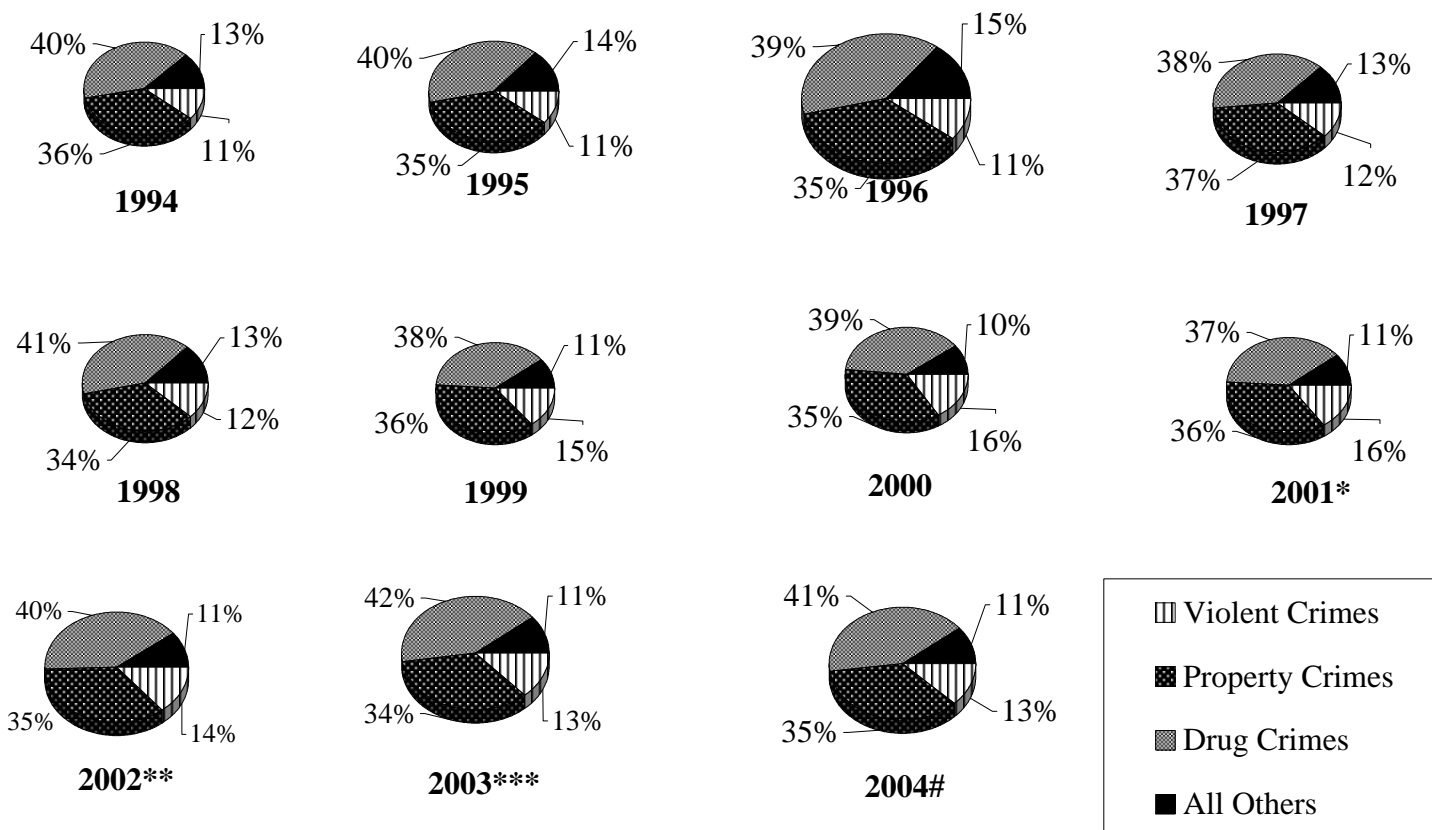 40% 13% 40% 14% 39% 15% 38% 13%
36% 11% 35% 11% 35% 11% 37% 12%
1994 1995 1996 1997
41% 13% 38% 11% 39% 10% 37% 11%
34% 12% 36% 15% 35% 16% 36% 16%
1998 1999 2000 2001*
40% 11% 42% 11% 41% 11%
35% 14% 34% 13% 35% 13%
2002** 2003*** 2004#
Violent Crimes
Property Crimes
Drug Crimes
All Others